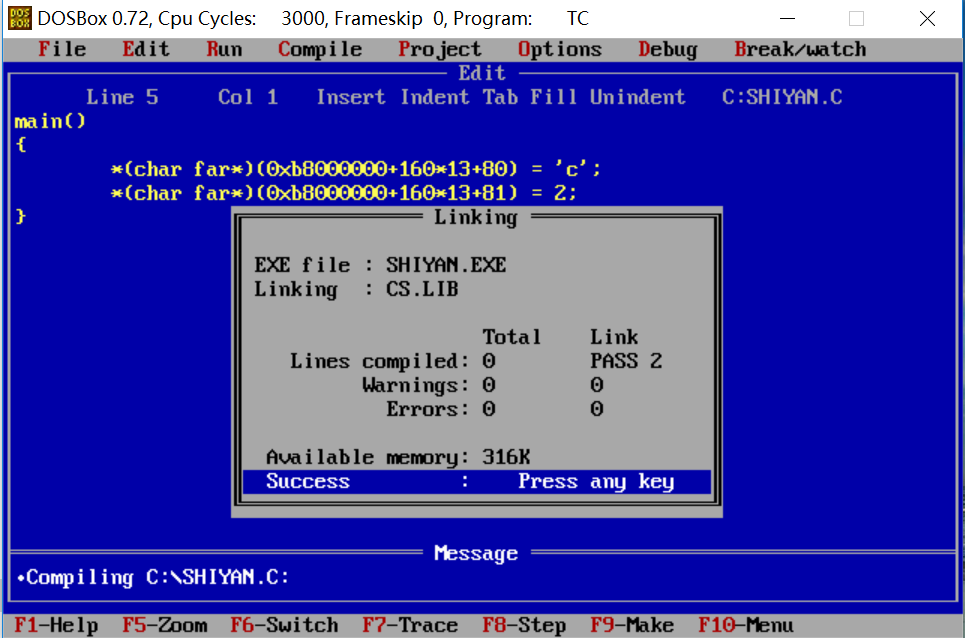 DOSBox 0.72, Cpu Cycles: 3000, Frameskip 0, Program: TC
File Edit Run Compile Project Options Debug Break/watch
Edit
Line 5 Col 1 Insert Indent Tab Fill Unindent C:SHIYAN.C
main()
{
*(char far*)(0xb8000000+160*13+80) = 'c';
*(char far*)(0xb8000000+160*13+81) = 2;
}
Linking
EXE file : SHIYAN.EXE
Linking : CS.LIB
Total Link
Lines compiled: 0 PASS 2
Warnings: 0 0
Errors: 0 0
Available memory: 316K
Success : Press any key
Message
•Compiling C:\SHIYAN.C:
F1-Help F5-Zoom F6-Switch F7-Trace F8-Step F9-Make F10-Menu